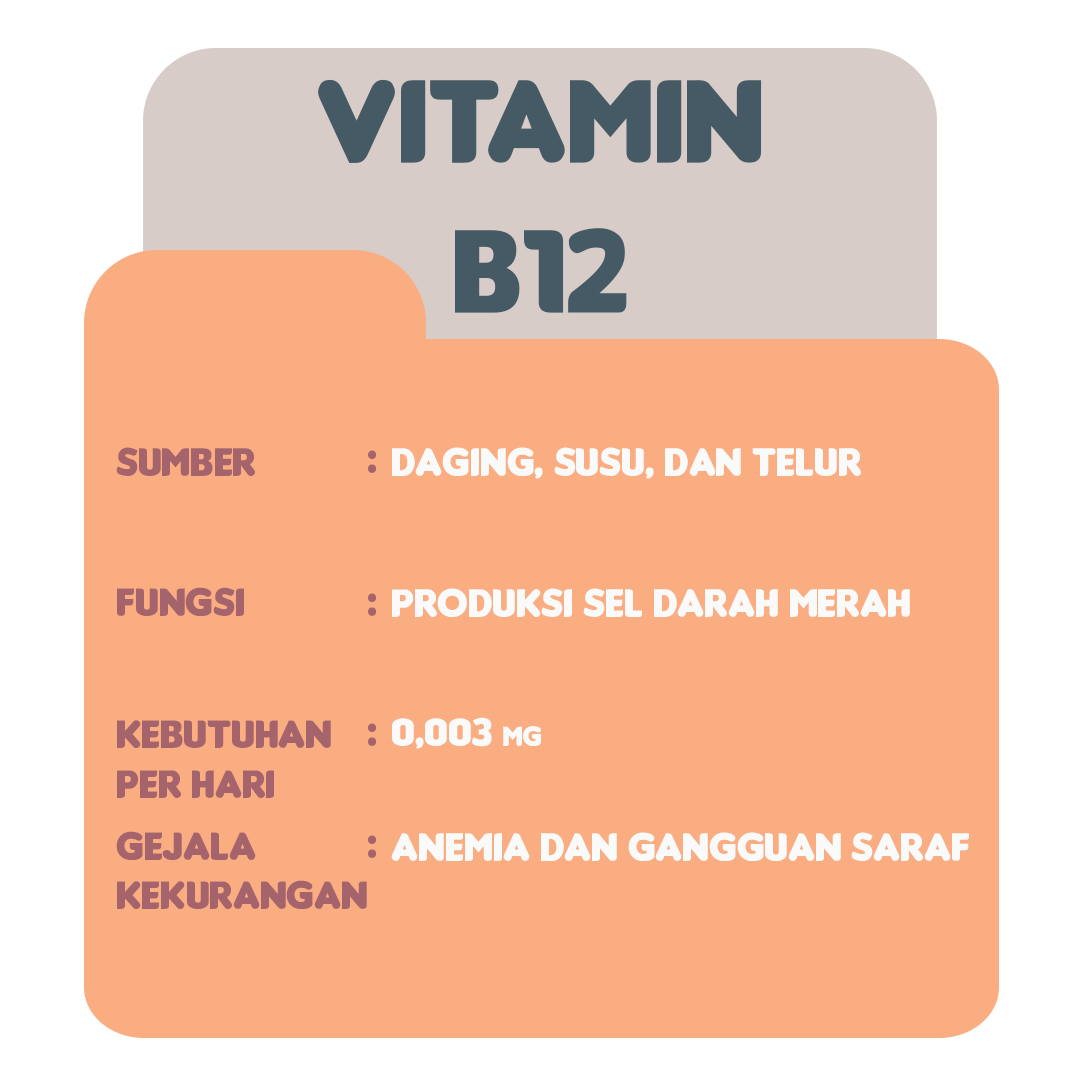 VITAMIN
B12
SUMBER : DAGING, SUSU, DAN TELUR
FUNGSI : PRODUKSI SEL DARAH MERAH
KEBUTUHAN : 0,003 MG
PER HARI
GEJALA : ANEMIA DAN GANGGUAN SARAF
KEKURANGAN